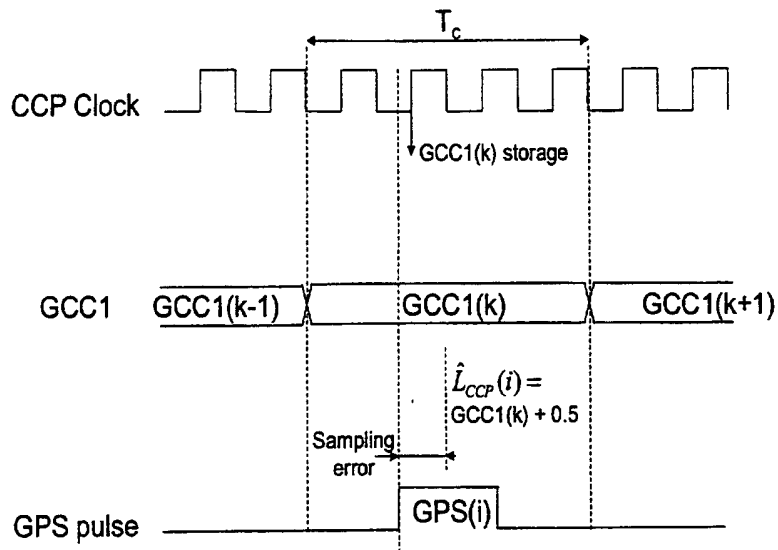 T_c
CCP Clock
GCC1(k) storage
GCC1
GCC1(k-1)
GCC1(k)
GCC1(k+1)
L̂_CCP(i) =
GCC1(k) + 0.5
Sampling
error
GPS pulse
GPS(i)